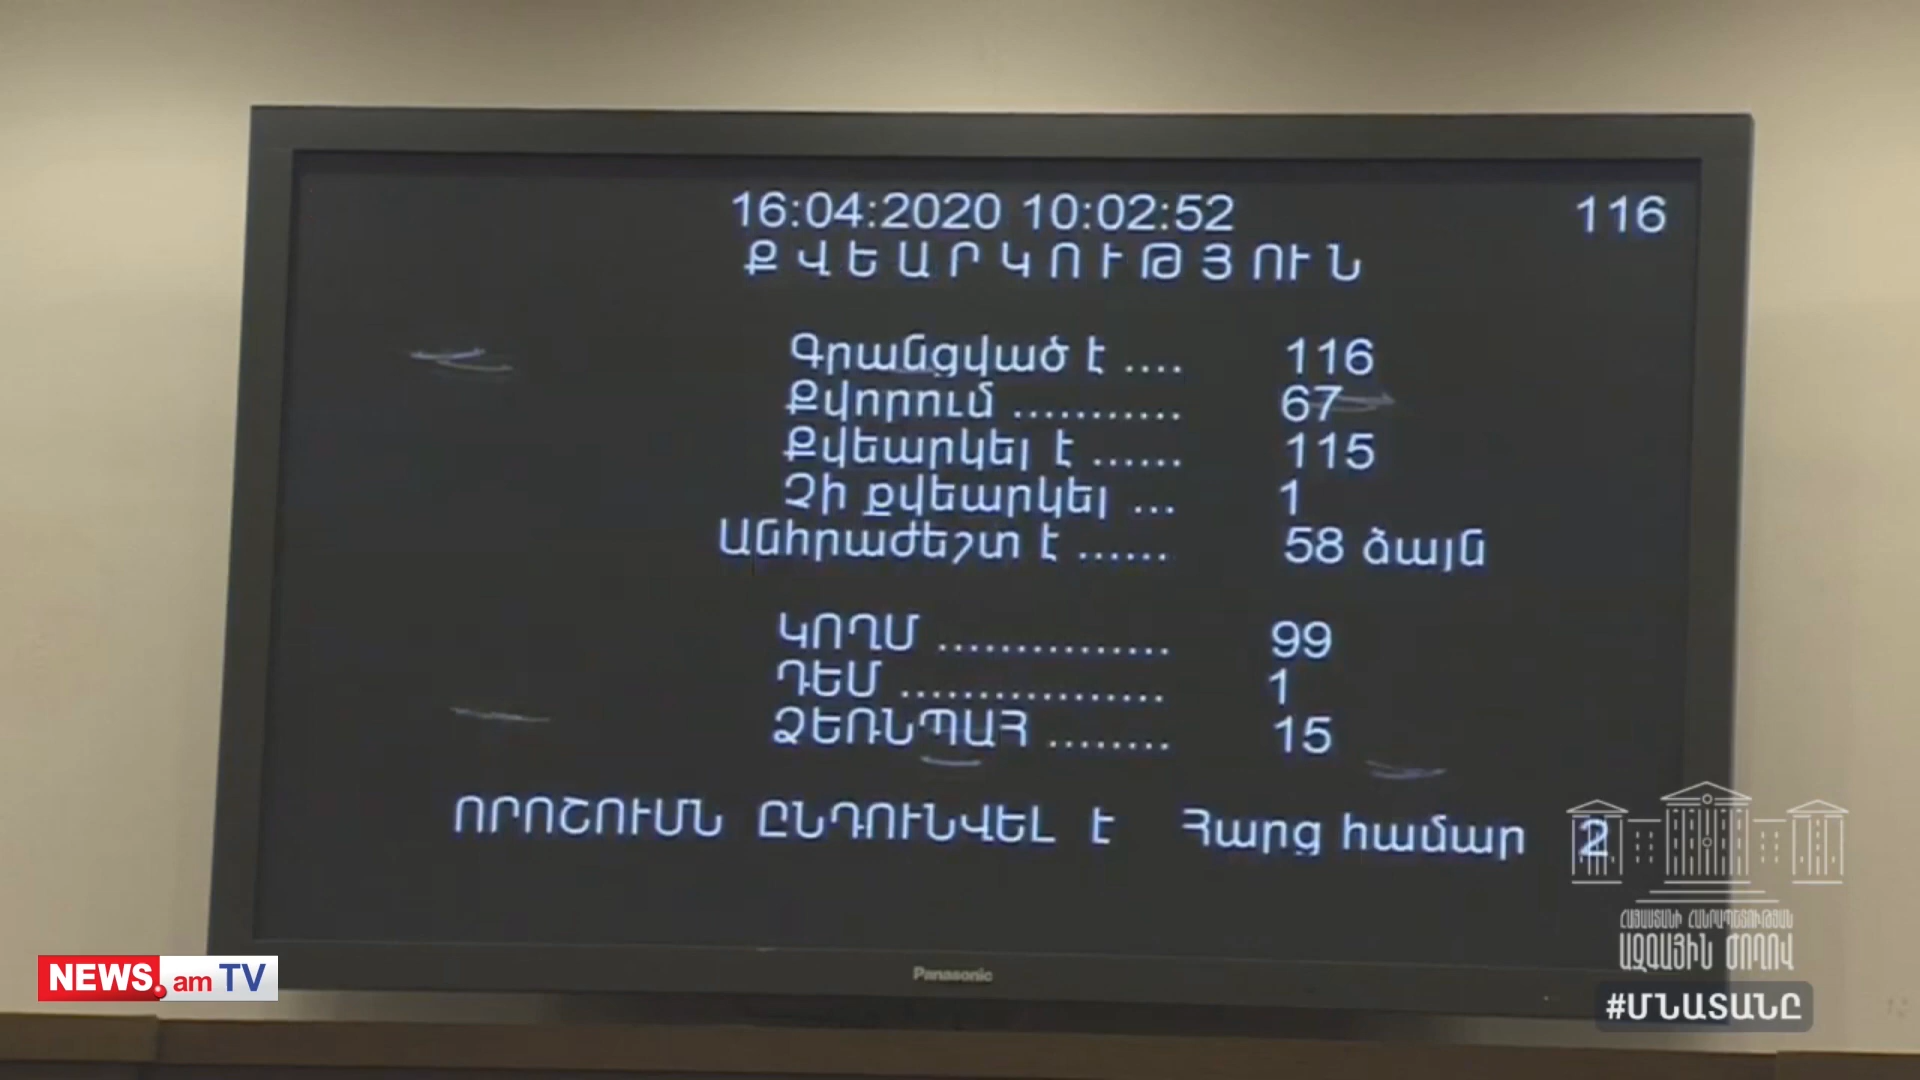 16:04:2020 10:02:52 116
Ք Վ Ե Ա Ր Կ Ո Ւ Թ Յ ՈՒ Ն
Գրանցված է .... 116
Քվորում ........... 67
Քվեարկել է ...... 115
Չի քվեարկել ... 1
Անհրաժեշտ է ...... 58 ձայն
ԿՈՂՄ ............... 99
ԴԵՄ ................. 1
ՁԵՌՆՊԱՀ ........ 15
ՈՐՈՇՈՒՄՆ ԸՆԴՈՒՆՎԵԼ է Հարց համար 2
ՀԱՅԱՍՏԱՆԻ ՀԱՆՐԱՊԵՏՈՒԹՅԱՆ
ԱԶԳԱՅԻՆ ԺՈՂՈՎ
NEWS.am TV
Panasonic
#ՄՆԱՏԱՆԸ